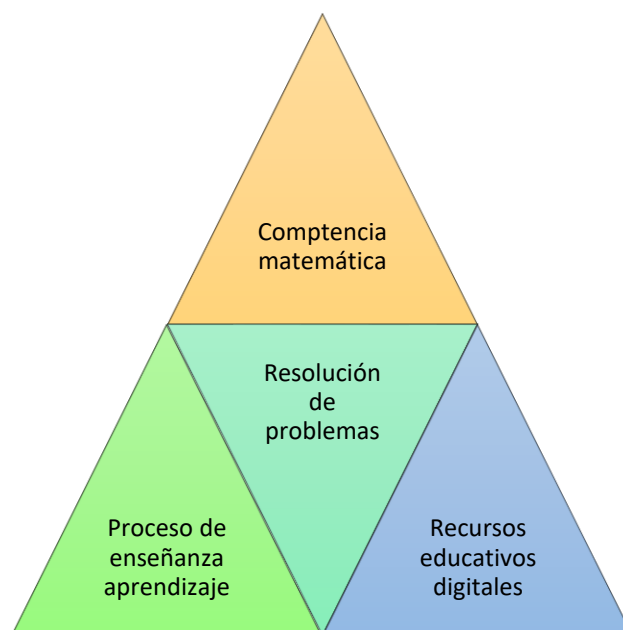 Comptencia
matemática
Resolución
de
problemas
Proceso de
enseñanza
aprendizaje
Recursos
educativos
digitales